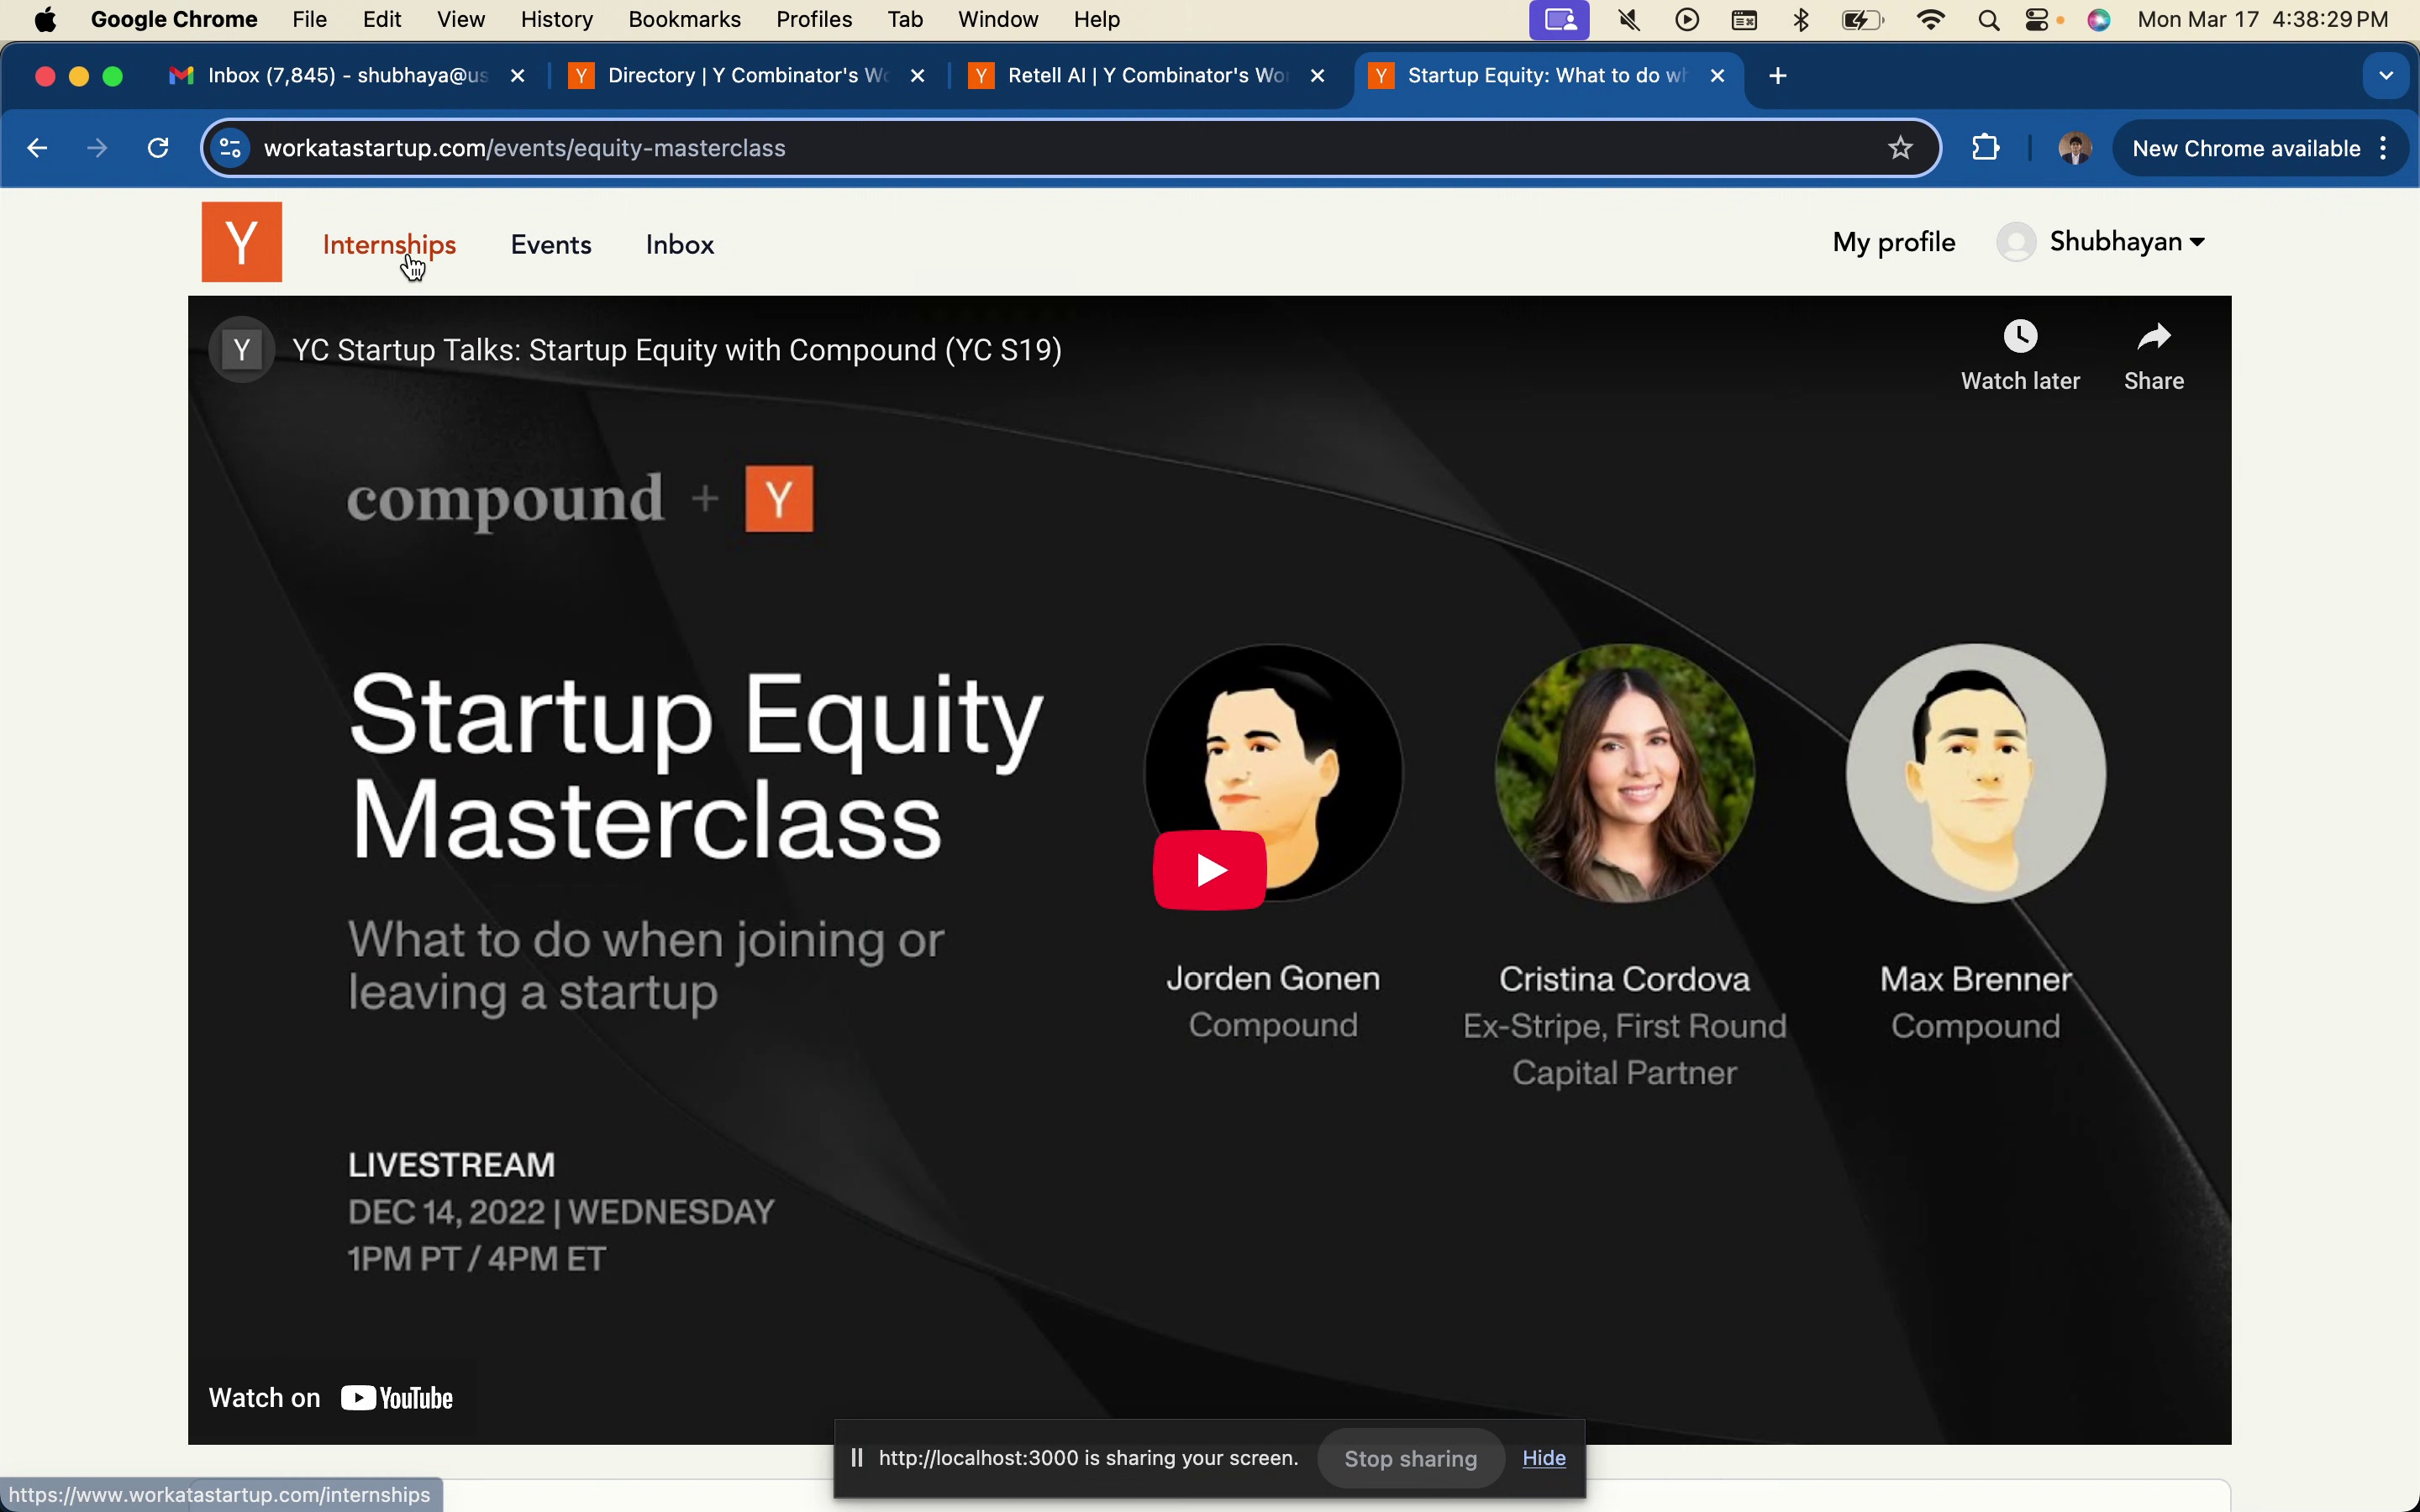 Google Chrome File Edit View History Bookmarks Profiles Tab Window Help Mon Mar 17 4:38:29 PM
Inbox (7,845) - shubhaya@us Directory | Y Combinator's Wo Retell AI | Y Combinator's Wo Startup Equity: What to do wh
workatastartup.com/events/equity-masterclass New Chrome available
Y Internships Events Inbox My profile Shubhayan
Y YC Startup Talks: Startup Equity with Compound (YC S19)
Watch later Share
compound + Y
Startup Equity
Masterclass
What to do when joining or
leaving a startup
Jorden Gonen
Compound
Cristina Cordova
Ex-Stripe, First Round
Capital Partner
Max Brenner
Compound
LIVESTREAM
DEC 14, 2022 | WEDNESDAY
1PM PT / 4PM ET
Watch on YouTube
http://localhost:3000 is sharing your screen. Stop sharing Hide
https://www.workatastartup.com/internships